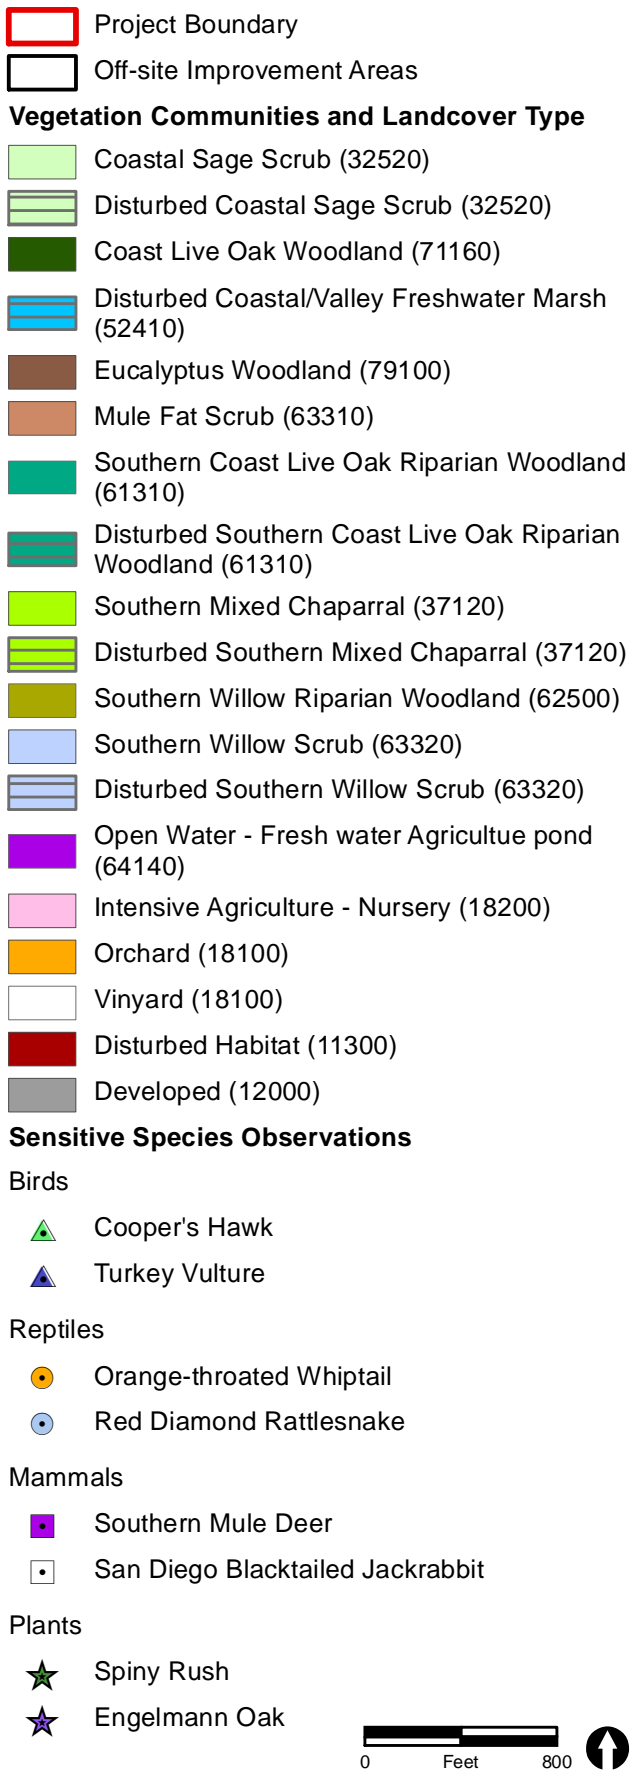 Project Boundary
Off-site Improvement Areas
Vegetation Communities and Landcover Type
Coastal Sage Scrub (32520)
Disturbed Coastal Sage Scrub (32520)
Coast Live Oak Woodland (71160)
Disturbed Coastal/Valley Freshwater Marsh
(52410)
Eucalyptus Woodland (79100)
Mule Fat Scrub (63310)
Southern Coast Live Oak Riparian Woodland
(61310)
Disturbed Southern Coast Live Oak Riparian
Woodland (61310)
Southern Mixed Chaparral (37120)
Disturbed Southern Mixed Chaparral (37120)
Southern Willow Riparian Woodland (62500)
Southern Willow Scrub (63320)
Disturbed Southern Willow Scrub (63320)
Open Water - Fresh water Agricultue pond
(64140)
Intensive Agriculture - Nursery (18200)
Orchard (18100)
Vinyard (18100)
Disturbed Habitat (11300)
Developed (12000)
Sensitive Species Observations
Birds
Cooper's Hawk
Turkey Vulture
Reptiles
Orange-throated Whiptail
Red Diamond Rattlesnake
Mammals
Southern Mule Deer
San Diego Blacktailed Jackrabbit
Plants
Spiny Rush
Engelmann Oak
0 Feet 800